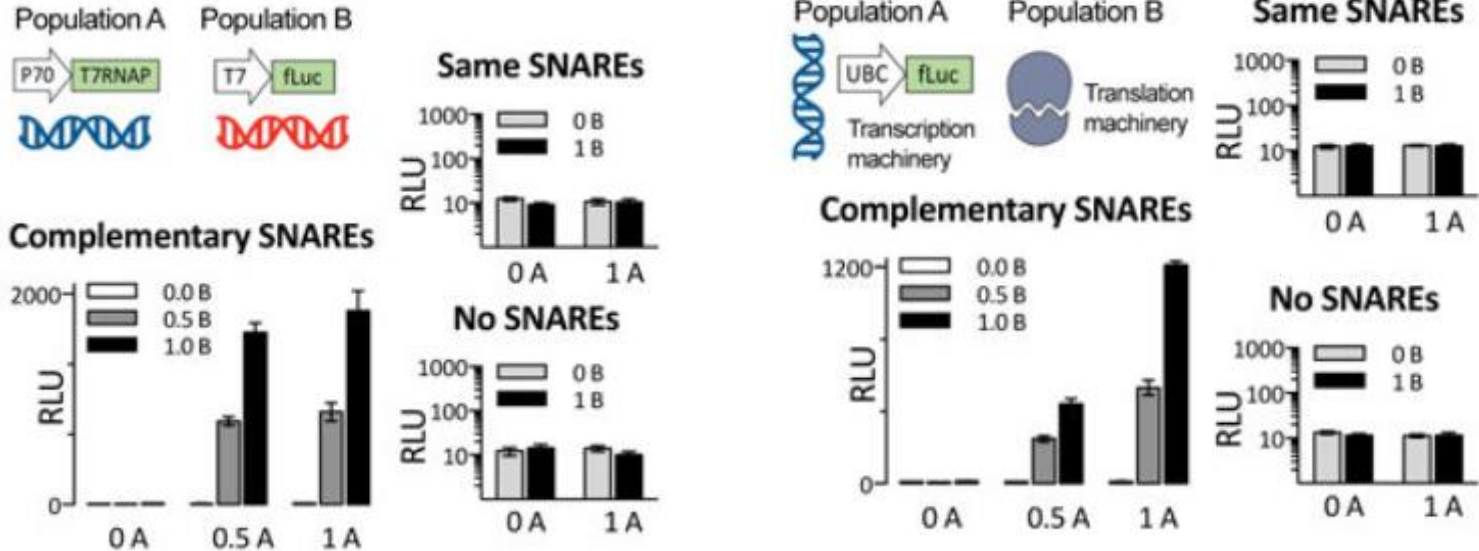 Population A
Population B
P70
T7RNAP
T7
fLuc
Same SNAREs
1000
100
10
RLU
0 B
1 B
0 A
1 A
Complementary SNAREs
2000
0
RLU
0.0 B
0.5 B
1.0 B
0 A
0.5 A
1 A
No SNAREs
1000
100
10
RLU
0 B
1 B
0 A
1 A
Population A
Population B
UBC
fLuc
Transcription
machinery
Translation
machinery
Same SNAREs
1000
100
10
RLU
0 B
1 B
0 A
1 A
Complementary SNAREs
1200
0
RLU
0.0 B
0.5 B
1.0 B
0 A
0.5 A
1 A
No SNAREs
1000
100
10
RLU
0 B
1 B
0 A
1 A